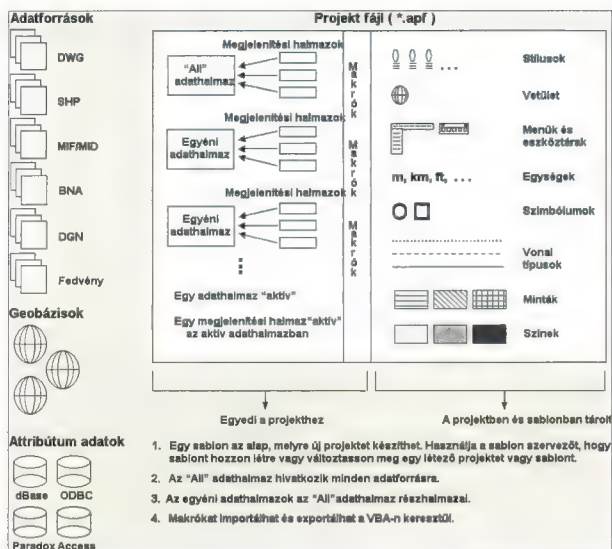 Adatforrások
DWG
SHP
MIF/MID
BNA
DGN
Fedvény
Geobázisok
Attribútum adatok
dBase ODBC
Paradox Access
Projekt fájl ( *.apf )
Megjelenítési halmazok
"All"
adathalmaz
Megjelenítési halmazok
Egyéni
adathalmaz
Megjelenítési halmazok
Egyéni
adathalmaz
Egy adathalmaz "aktív"
Egy megjelenítési halmaz"aktív"
az aktív adathalmazban
Makrók
Makrók
Makrók
Stílusok
Vetület
Menük és
eszköztárak
m, km, ft, ...
Egységek
Szimbólumok
Vonal
típusok
Minták
Színek
Egyedi a projekthez
A projektben és sablonban tárolt
1. Egy sablon az alap, melyre új projektet készíthet. Használja a sablon szervezőt, hogy
sablont hozzon létre vagy változtasson meg egy létező projektet vagy sablont.
2. Az "All" adathalmaz hivatkozik minden adatforrásra.
3. Az egyéni adathalmazok az "All"adathalmaz részhalmazai.
4. Makrókat importálhat és exportálhat a VBA-n keresztül.